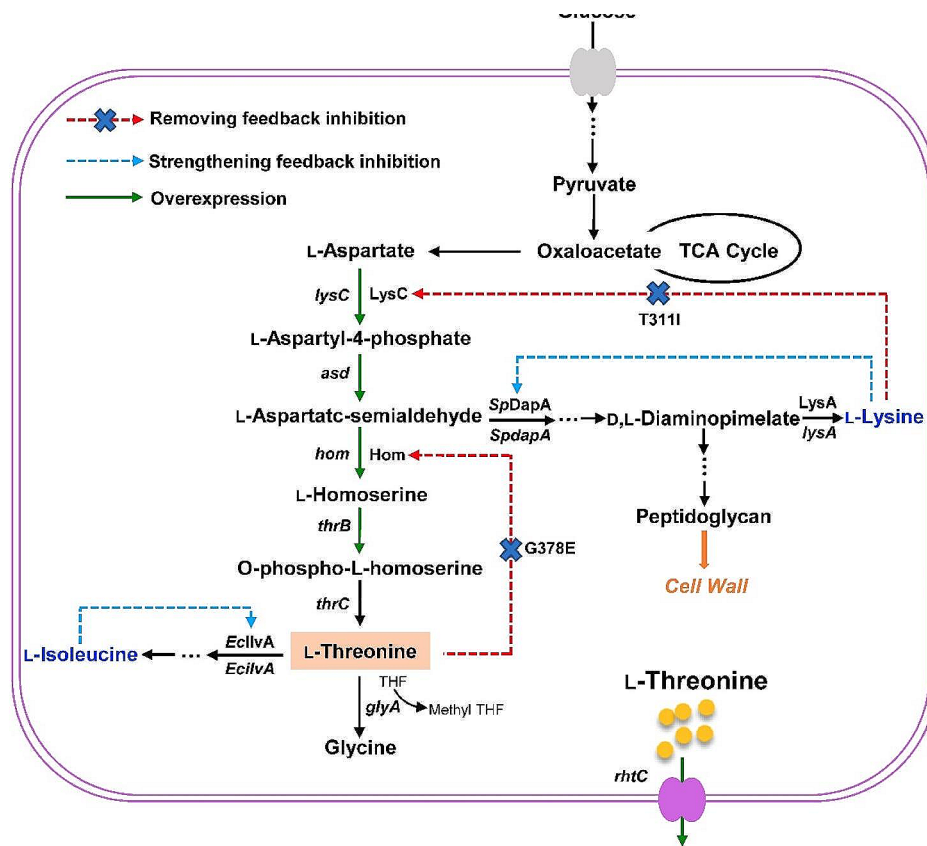 Glucose
Removing feedback inhibition
Strengthening feedback inhibition
Overexpression
Pyruvate
L-Aspartate
Oxaloacetate
TCA Cycle
lysC LysC
T311I
L-Aspartyl-4-phosphate
asd
SpDapA
LysA
L-Aspartatc-semialdehyde
... D,L-Diaminopimelate
L-Lysine
SpdapA
lysA
hom Hom
L-Homoserine
Peptidoglycan
thrB
G378E
O-phospho-L-homoserine
Cell Wall
thrC
EcIlvA
L-Isoleucine ...
L-Threonine
EcilvA
THF
L-Threonine
glyA
Methyl THF
Glycine
rhtC